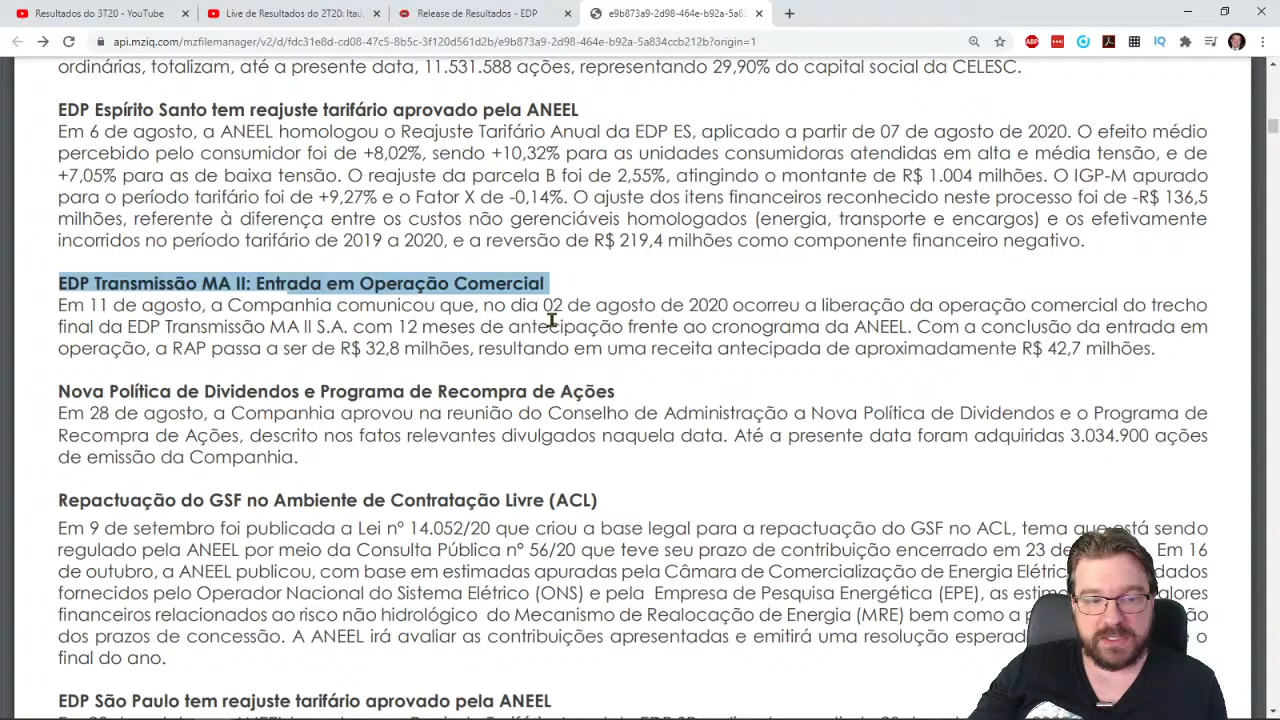 Resultados do 3T20 - YouTube
Live de Resultados do 2T20: Itaú,
Release de Resultados - EDP
e9b873a9-2d98-464e-b92a-5a83
api.mziq.com/mzfilemanager/v2/d/fdc31e8d-cd08-47c5-8b5c-3f120d561d2b/e9b873a9-2d98-464e-b92a-5a834ccb212b?origin=1
ABP
IQ
ordinárias, totalizam, até a presente data, 11.531.588 ações, representando 29,90% do capital social da CELESC.
EDP Espírito Santo tem reajuste tarifário aprovado pela ANEEL
Em 6 de agosto, a ANEEL homologou o Reajuste Tarifário Anual da EDP ES, aplicado a partir de 07 de agosto de 2020. O efeito médio
percebido pelo consumidor foi de +8,02%, sendo +10,32% para as unidades consumidoras atendidas em alta e média tensão, e de
+7,05% para as de baixa tensão. O reajuste da parcela B foi de 2,55%, atingindo o montante de R$ 1.004 milhões. O IGP-M apurado
para o período tarifário foi de +9,27% e o Fator X de -0,14%. O ajuste dos itens financeiros reconhecido neste processo foi de -R$ 136,5
milhões, referente à diferença entre os custos não gerenciáveis homologados (energia, transporte e encargos) e os efetivamente
incorridos no período tarifário de 2019 a 2020, e a reversão de R$ 219,4 milhões como componente financeiro negativo.
EDP Transmissão MA II: Entrada em Operação Comercial
Em 11 de agosto, a Companhia comunicou que, no dia 02 de agosto de 2020 ocorreu a liberação da operação comercial do trecho
final da EDP Transmissão MA II S.A. com 12 meses de antecipação frente ao cronograma da ANEEL. Com a conclusão da entrada em
operação, a RAP passa a ser de R$ 32,8 milhões, resultando em uma receita antecipada de aproximadamente R$ 42,7 milhões.
Nova Política de Dividendos e Programa de Recompra de Ações
Em 28 de agosto, a Companhia aprovou na reunião do Conselho de Administração a Nova Política de Dividendos e o Programa de
Recompra de Ações, descrito nos fatos relevantes divulgados naquela data. Até a presente data foram adquiridas 3.034.900 ações
de emissão da Companhia.
Repactuação do GSF no Ambiente de Contratação Livre (ACL)
Em 9 de setembro foi publicada a Lei nº 14.052/20 que criou a base legal para a repactuação do GSF no ACL, tema que está sendo
regulado pela ANEEL por meio da Consulta Pública nº 56/20 que teve seu prazo de contribuição encerrado em 23 de Em 16
de outubro, a ANEEL publicou, com base em estimadas apuradas pela Câmara de Comercialização de Energia Elétric dados
fornecidos pelo Operador Nacional do Sistema Elétrico (ONS) e pela Empresa de Pesquisa Energética (EPE), as estim alores
financeiros relacionados ao risco não hidrológico do Mecanismo de Realocação de Energia (MRE) bem como a
dos prazos de concessão. A ANEEL irá avaliar as contribuições apresentadas e emitirá uma resolução o
final do ano.
EDP São Paulo tem reajuste tarifário aprovado pela ANEEL